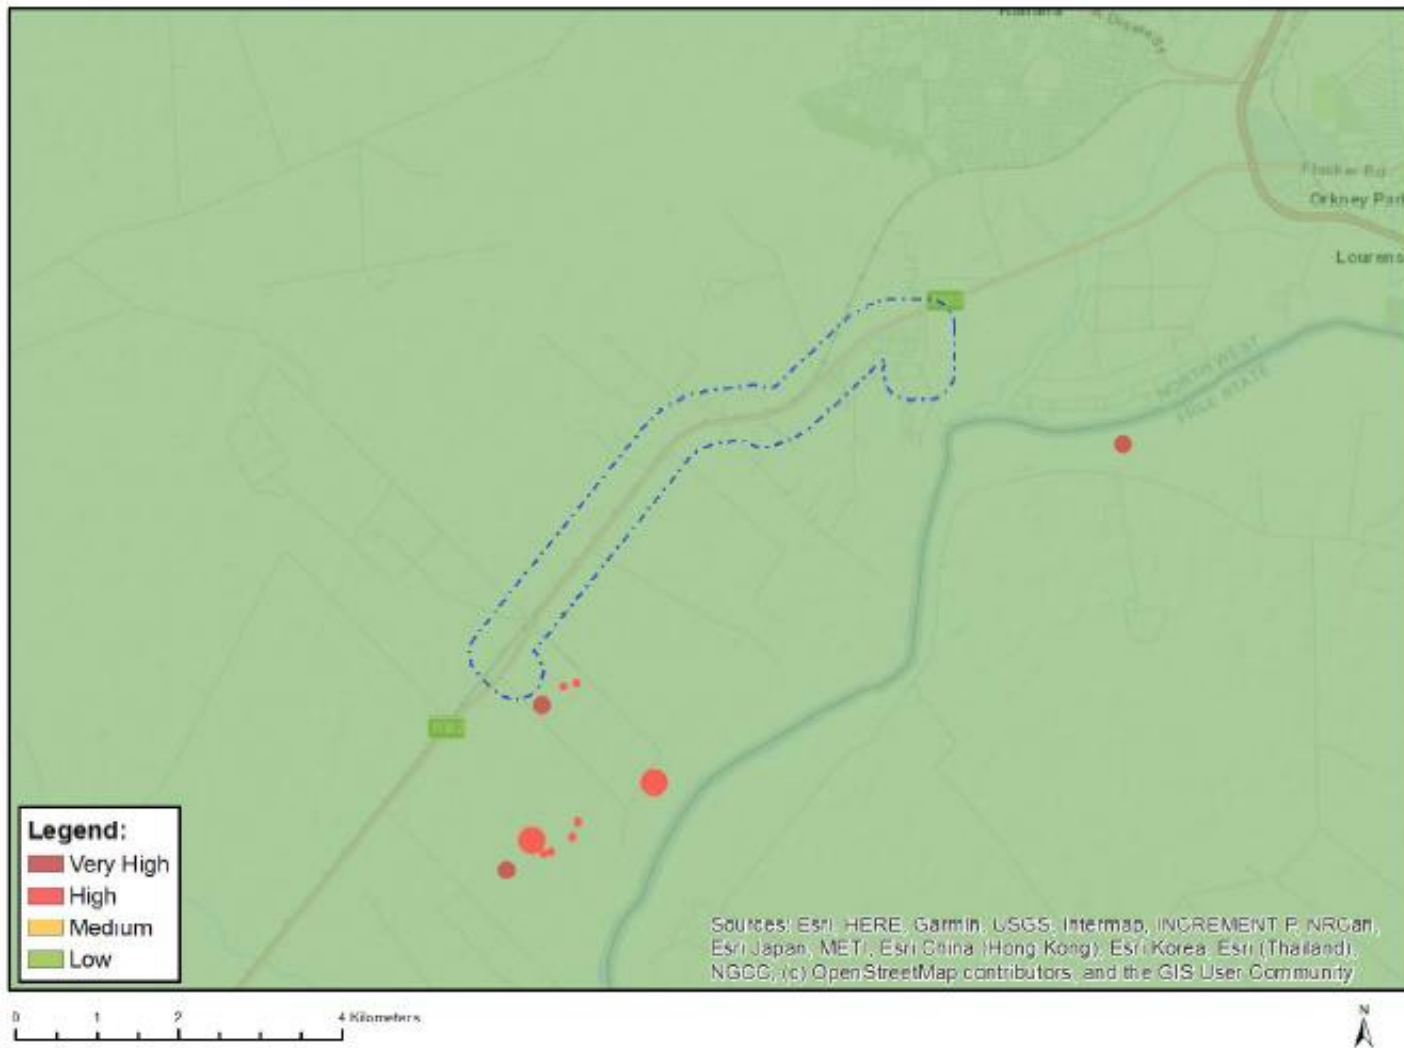 Orkney Park
Lourens
NORTH WEST
FREE STATE
Legend:
Very High
High
Medium
Low
Sources: Esri, HERE, Garmin, USGS, Intermap, INCREMENT P, NRCan,
Esri Japan, METI, Esri China (Hong Kong), Esri Korea, Esri (Thailand),
NGCC, (c) OpenStreetMap contributors, and the GIS User Community
0 1 2 4 Kilometers
N